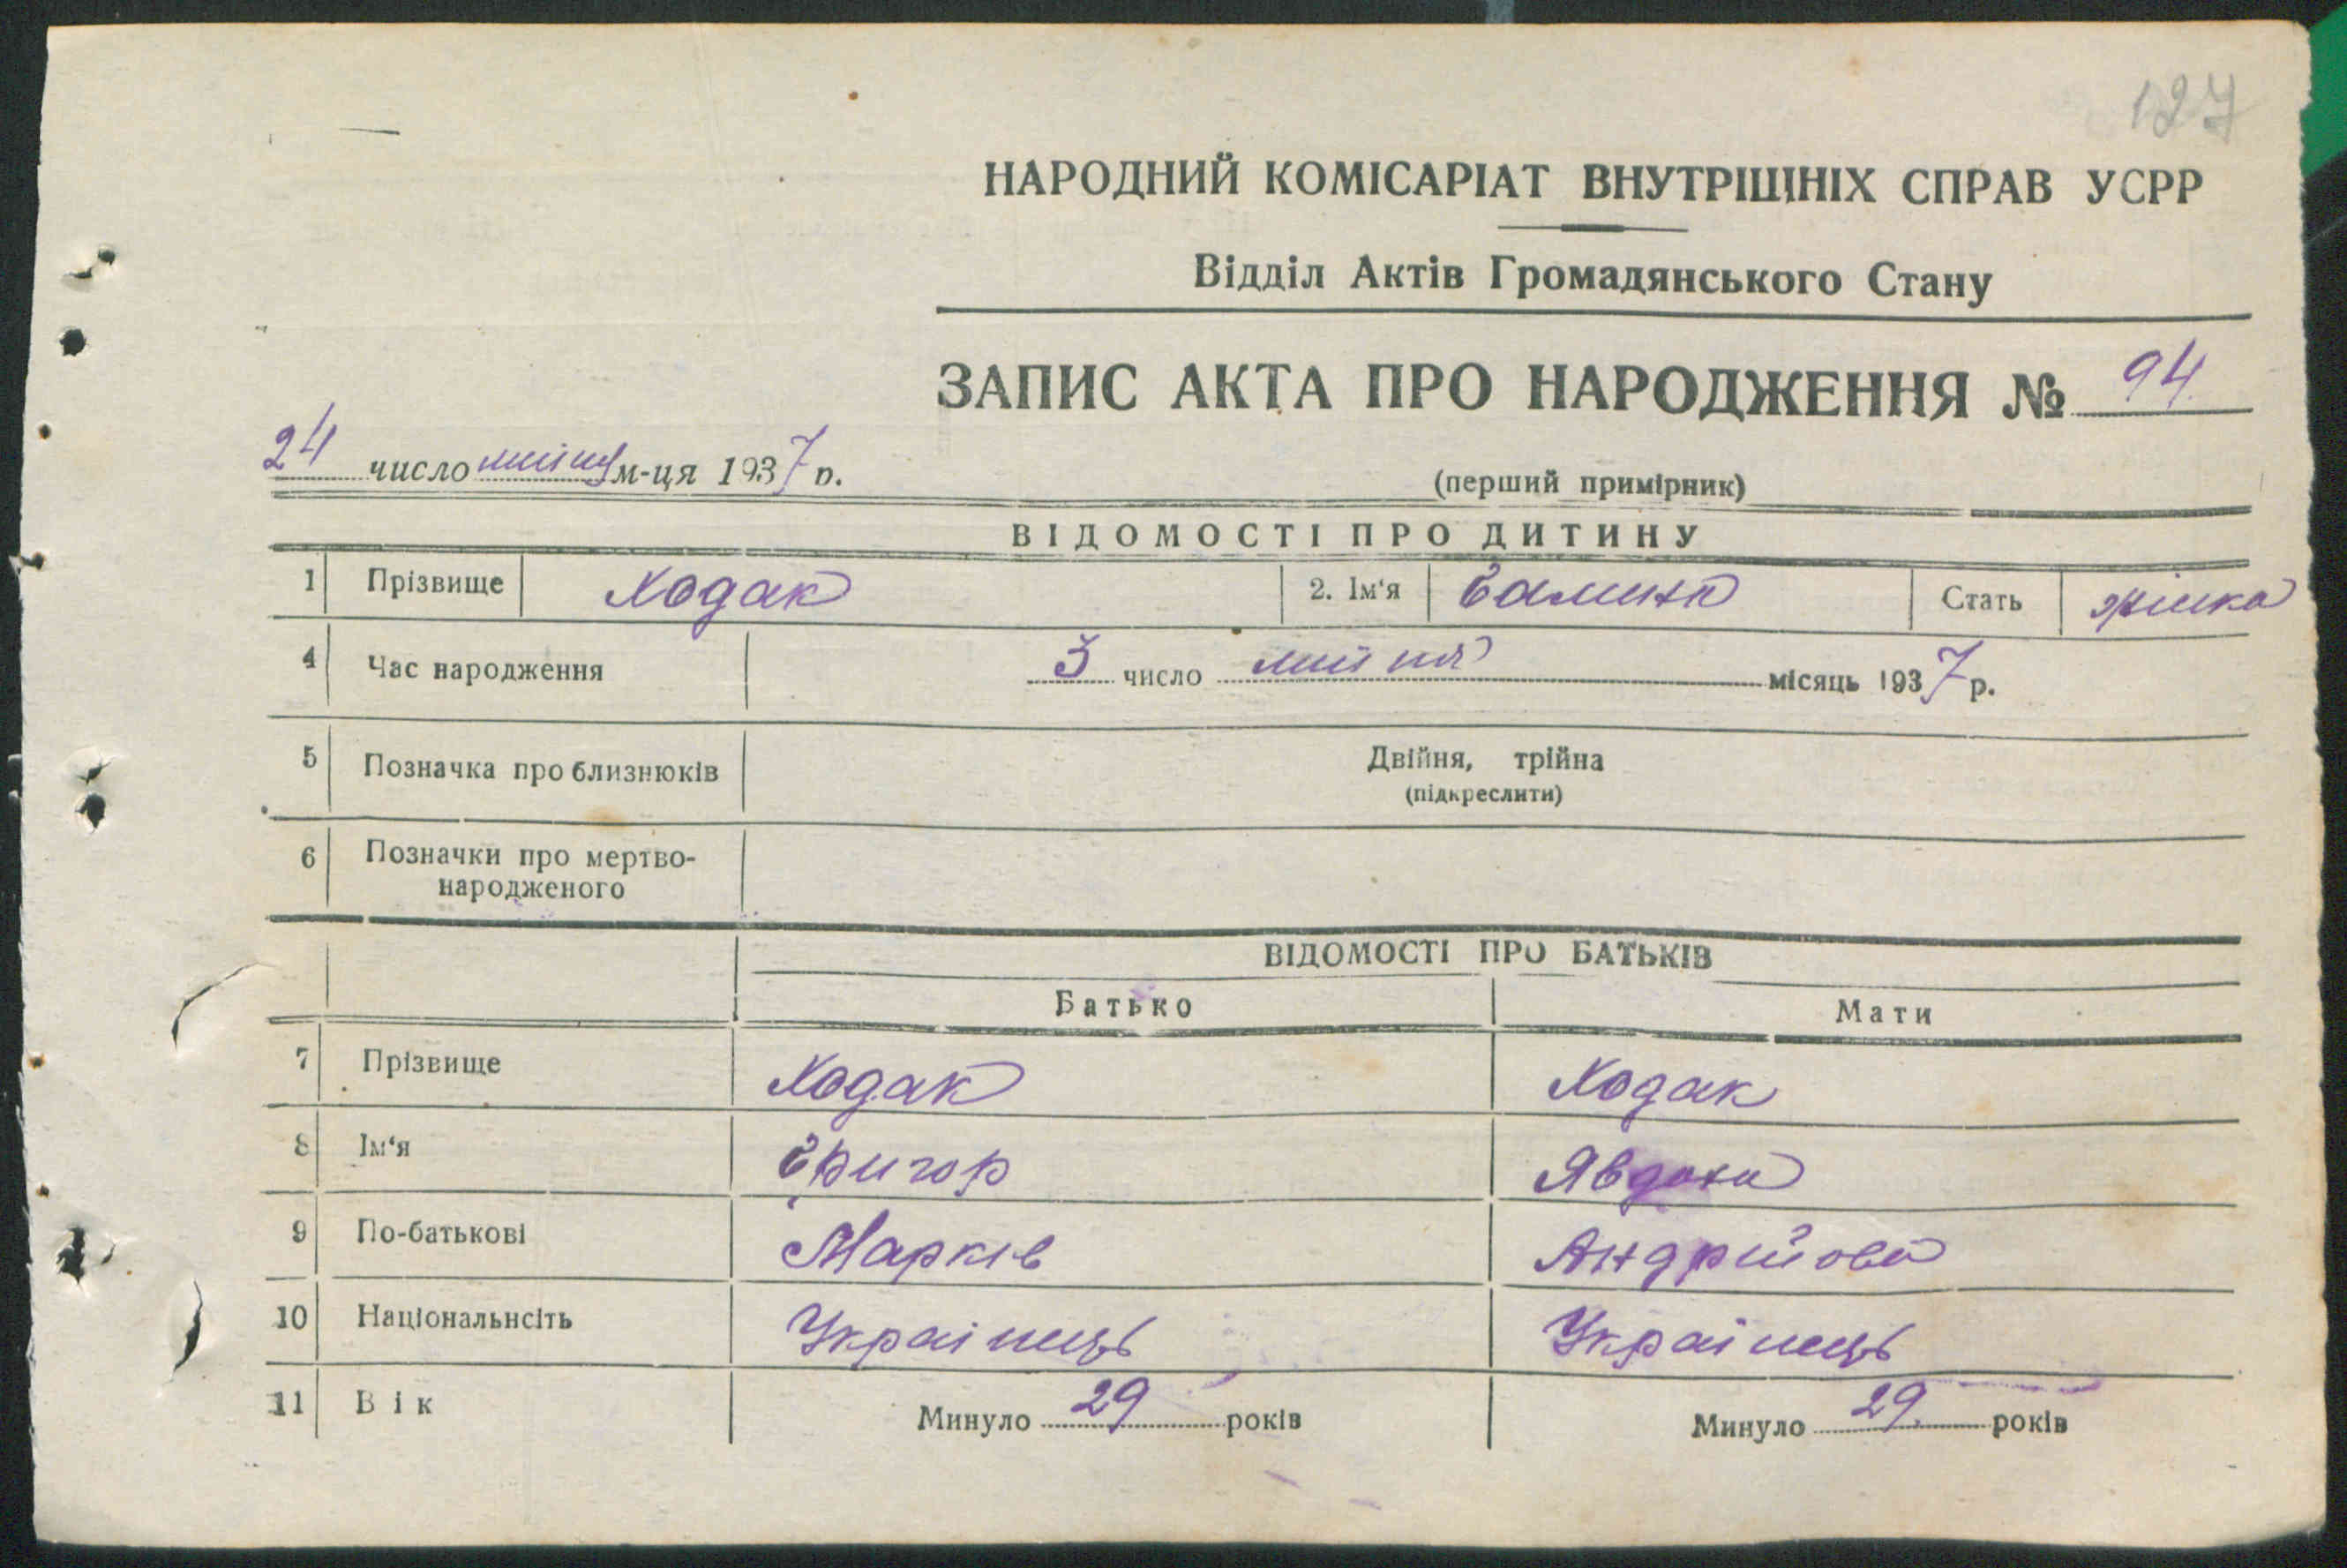 127
НАРОДНИЙ КОМІСАРІАТ ВНУТРІШНІХ СПРАВ УСРР
Відділ Актів Громадянського Стану
ЗАПИС АКТА ПРО НАРОДЖЕННЯ № 94.
24 число липня м-ця 1937 р.
(перший примірник)
ВІДОМОСТІ ПРО ДИТИНУ
1 Прізвище Ходак 2. Ім'я Стать жінка
4 Час народження 3 число липня місяць 1937 р.
5 Позначка про близнюків Двійня, трійна
(підкреслити)
6 Позначки про мертво-
народженого
ВІДОМОСТІ ПРО БАТЬКІВ
Батько Мати
7 Прізвище Ходак Ходак
8 Ім'я Григор Явдоха
9 По-батькові Марків Андрійова
10 Національнсіть Українець Українець
11 Вік Минуло 29 років Минуло 29. років